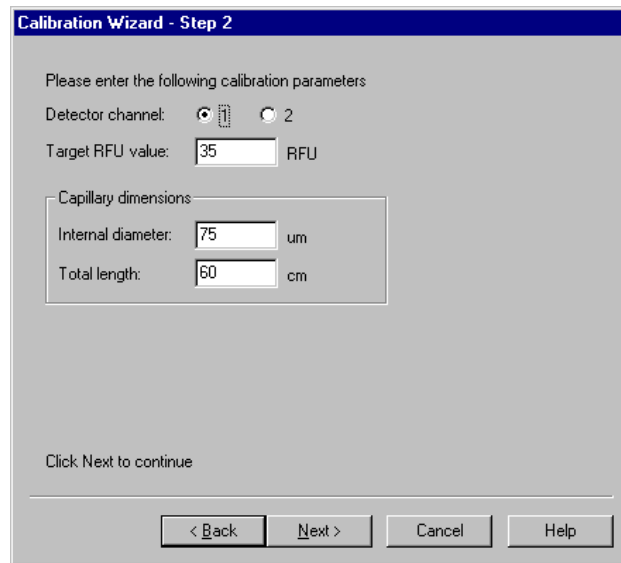 Calibration Wizard - Step 2
Please enter the following calibration parameters
Detector channel: 1 2
Target RFU value: 35 RFU
Capillary dimensions
Internal diameter: 75 um
Total length: 60 cm
Click Next to continue
< Back Next > Cancel Help